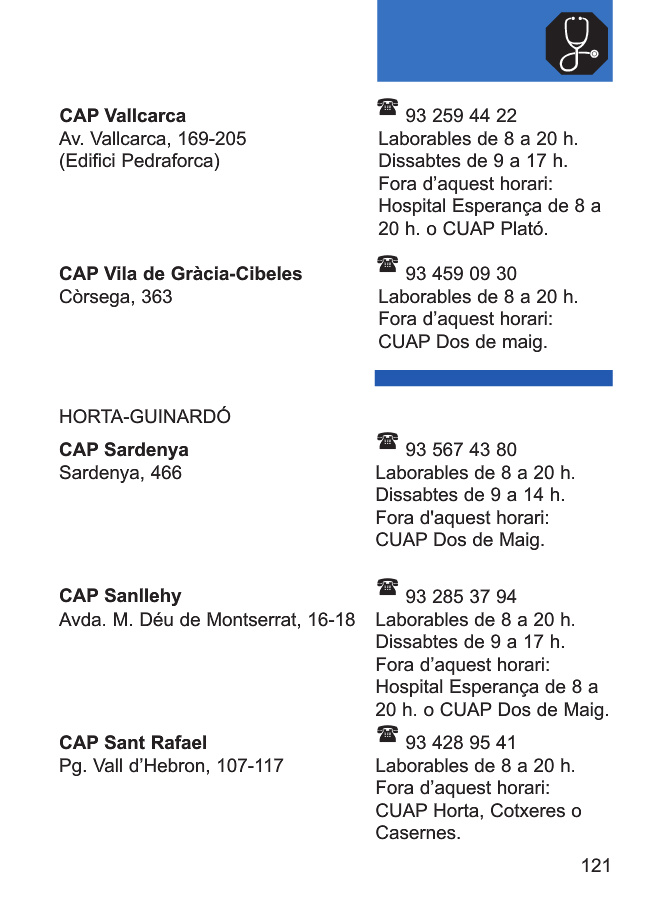 CAP Vallcarca
Av. Vallcarca, 169-205
(Edifici Pedraforca)
☎ 93 259 44 22
Laborables de 8 a 20 h.
Dissabtes de 9 a 17 h.
Fora d’aquest horari:
Hospital Esperança de 8 a
20 h. o CUAP Plató.
CAP Vila de Gràcia-Cibeles
Còrsega, 363
☎ 93 459 09 30
Laborables de 8 a 20 h.
Fora d’aquest horari:
CUAP Dos de maig.
HORTA-GUINARDÓ
CAP Sardenya
Sardenya, 466
☎ 93 567 43 80
Laborables de 8 a 20 h.
Dissabtes de 9 a 14 h.
Fora d'aquest horari:
CUAP Dos de Maig.
CAP Sanllehy
Avda. M. Déu de Montserrat, 16-18
☎ 93 285 37 94
Laborables de 8 a 20 h.
Dissabtes de 9 a 17 h.
Fora d’aquest horari:
Hospital Esperança de 8 a
20 h. o CUAP Dos de Maig.
CAP Sant Rafael
Pg. Vall d’Hebron, 107-117
☎ 93 428 95 41
Laborables de 8 a 20 h.
Fora d’aquest horari:
CUAP Horta, Cotxeres o
Casernes.
121